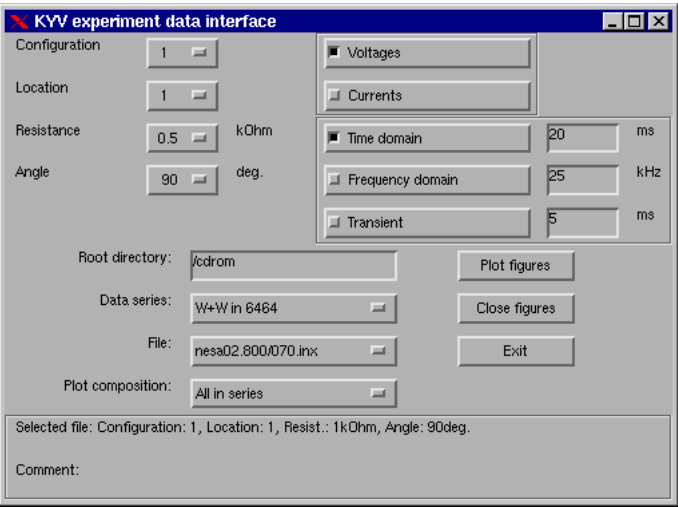 KYV experiment data interface
Configuration 1
Voltages
Location 1
Currents
Resistance 0.5 kOhm
Time domain 20 ms
Angle 90 deg.
Frequency domain 25 kHz
Transient 5 ms
Root directory: /cdrom
Plot figures
Data series: W+W in 6464
Close figures
File: nesa02.800/070.inx
Exit
Plot composition: All in series
Selected file: Configuration: 1, Location: 1, Resist.: 1kOhm, Angle: 90deg.
Comment: